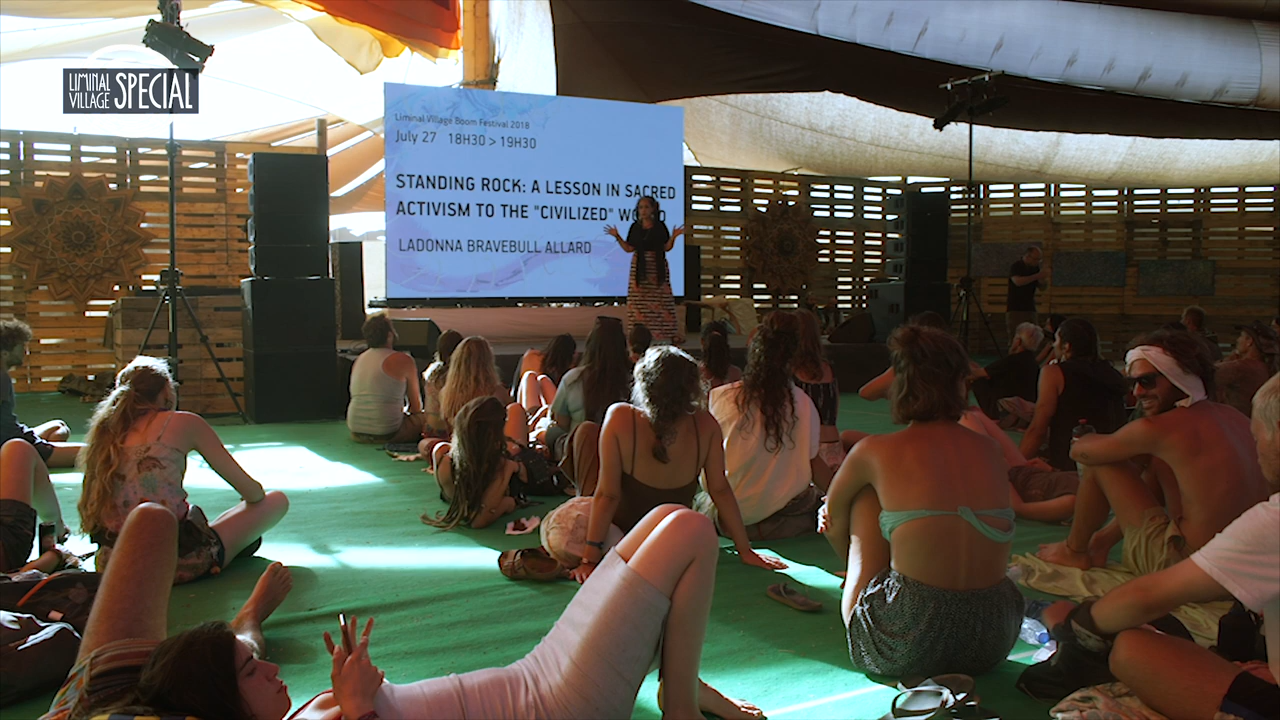 LIMINAL
VILLAGE
SPECIAL
Liminal Village Boom Festival 2018
July 27 18H30 > 19H30
STANDING ROCK: A LESSON IN SACRED
ACTIVISM TO THE "CIVILIZED"
LADONNA BRAVEBULL ALLARD